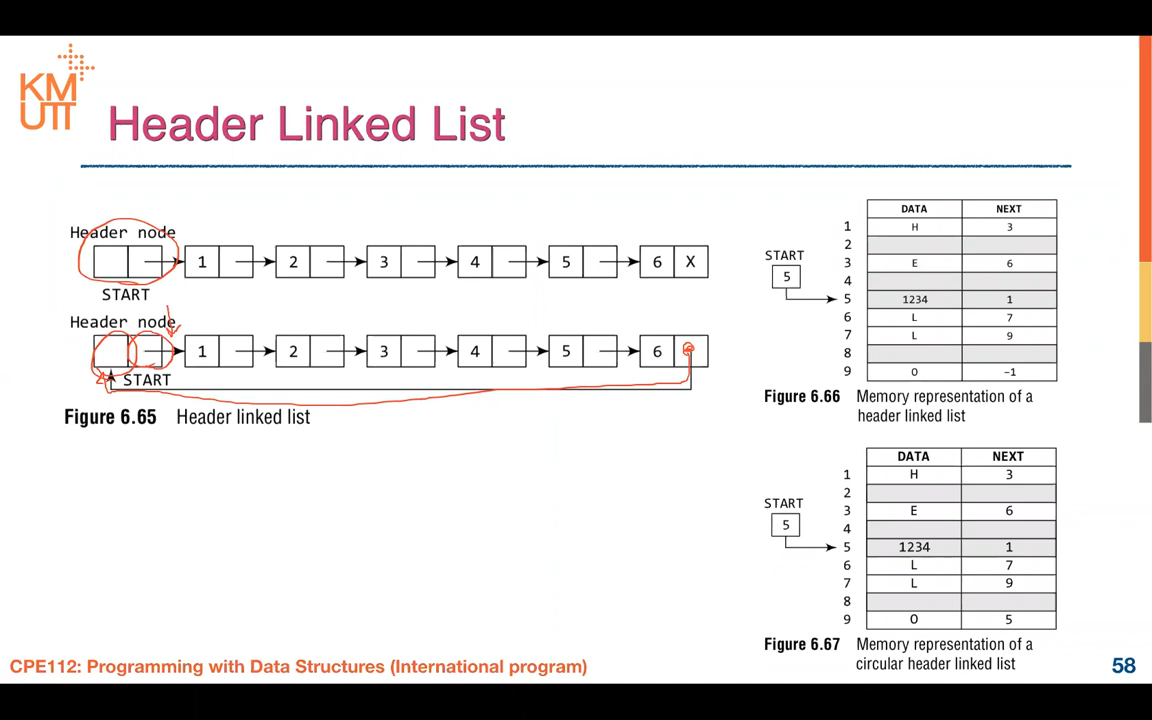 KM
UTT
Header Linked List
Header node
1 2 3 4 5 6 X
START
Header node
1 2 3 4 5 6
START
Figure 6.65 Header linked list
DATA NEXT
1 H 3
2
3 E 6
4
START
5
5 1234 1
6 L 7
7 L 9
8
9 O −1
Figure 6.66 Memory representation of a
header linked list
DATA NEXT
1 H 3
2
3 E 6
4
START
5
5 1234 1
6 L 7
7 L 9
8
9 O 5
Figure 6.67 Memory representation of a
circular header linked list
CPE112: Programming with Data Structures (International program)
58